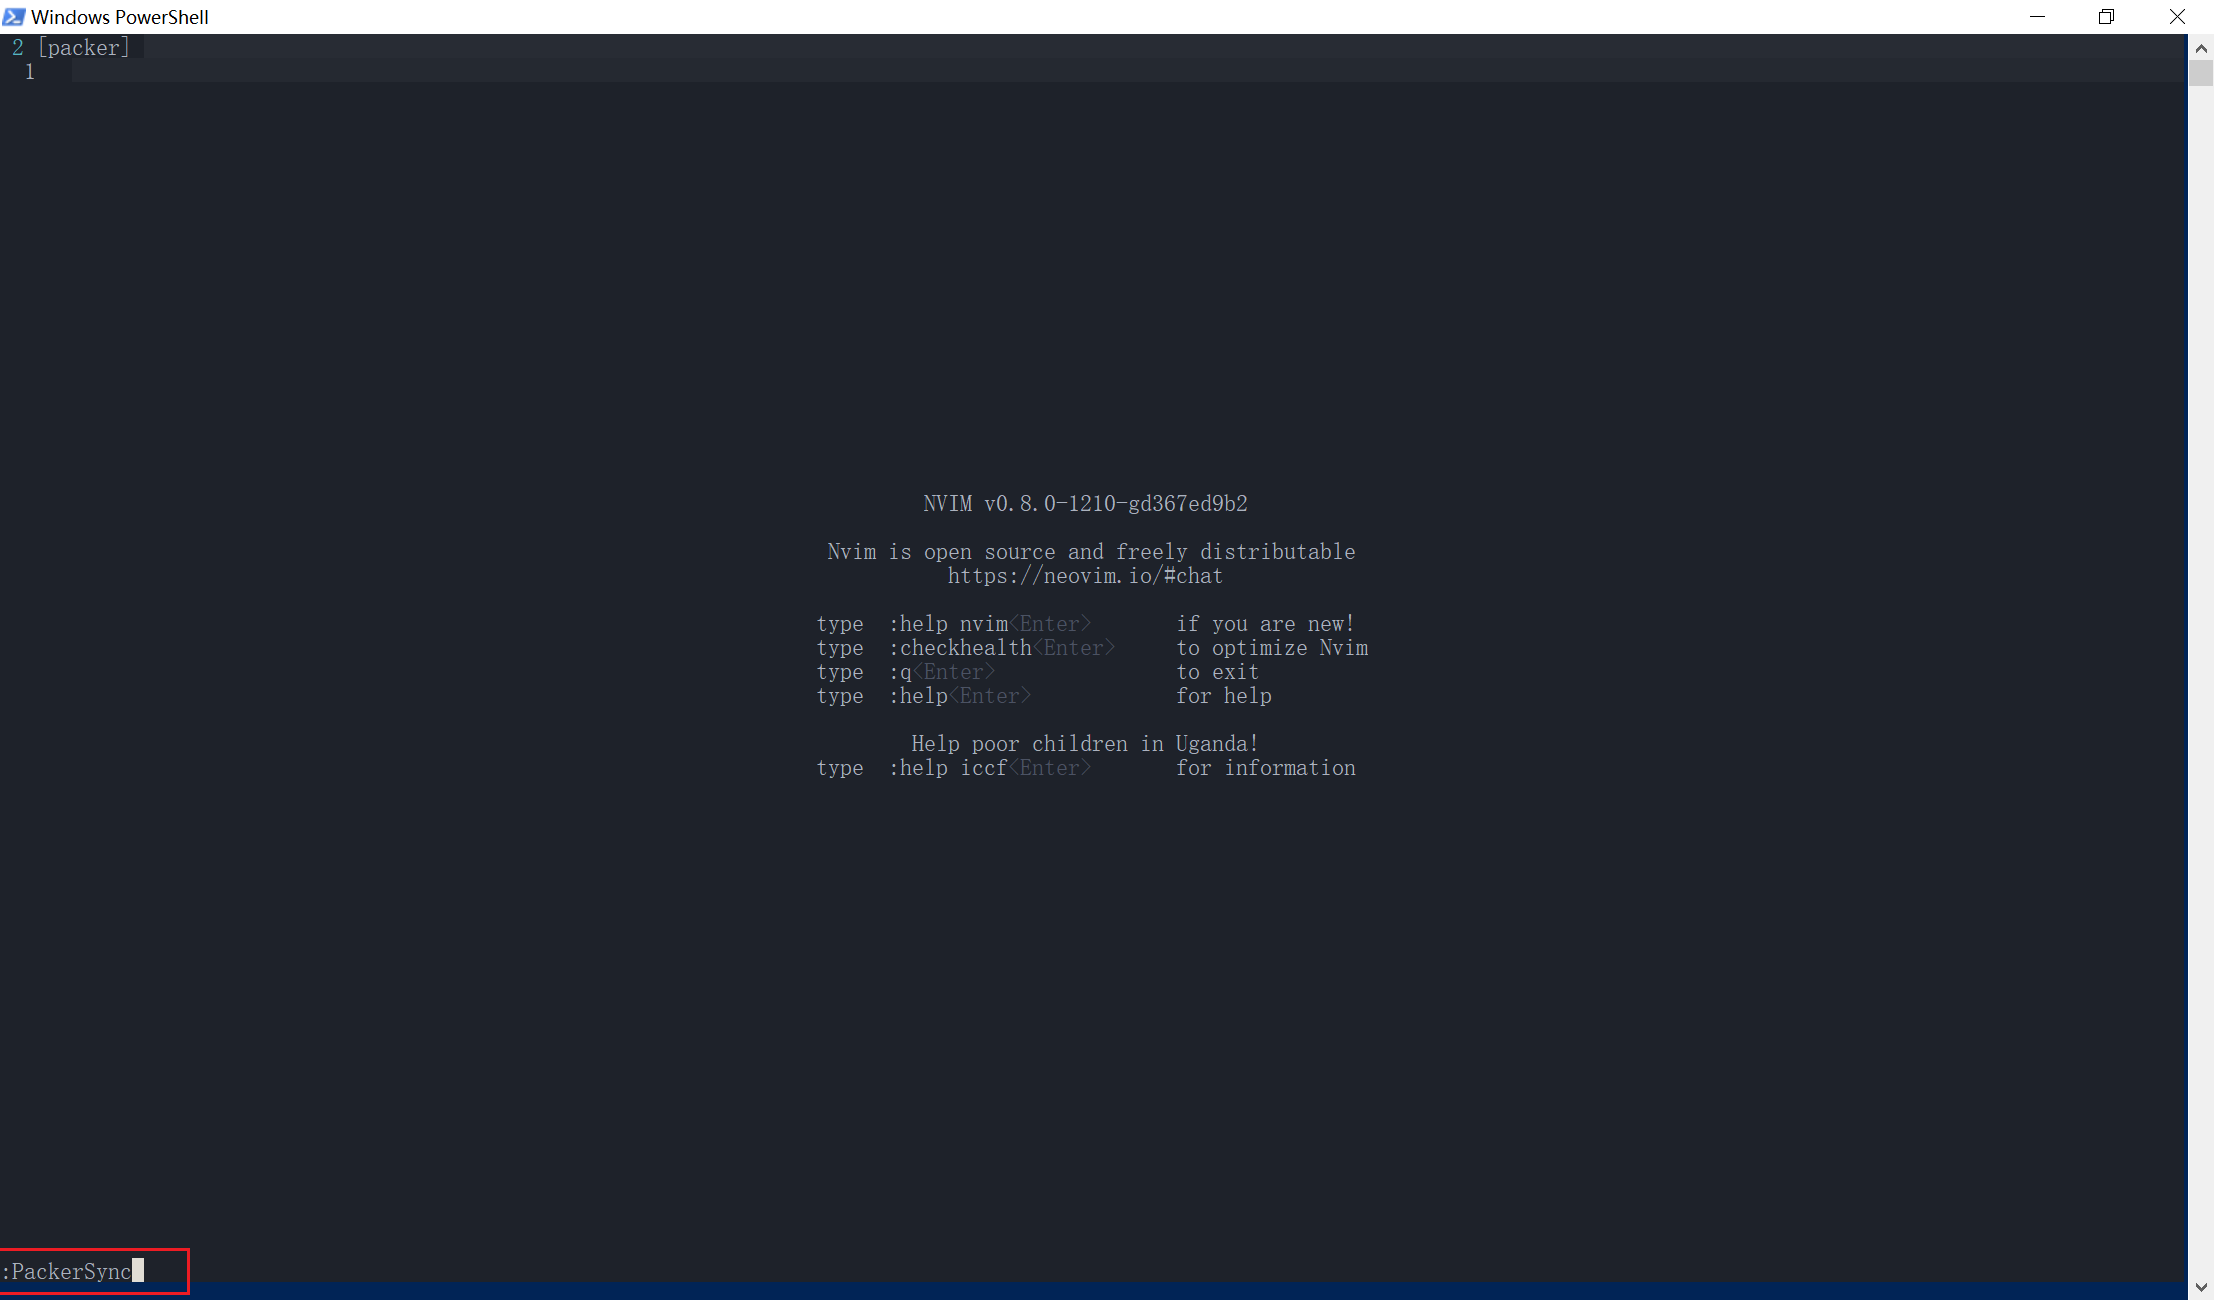 Windows PowerShell
2 [packer]
1
NVIM v0.8.0-1210-gd367ed9b2
Nvim is open source and freely distributable
https://neovim.io/#chat
type :help nvim<Enter> if you are new!
type :checkhealth<Enter> to optimize Nvim
type :q<Enter> to exit
type :help<Enter> for help
Help poor children in Uganda!
type :help iccf<Enter> for information
:PackerSync